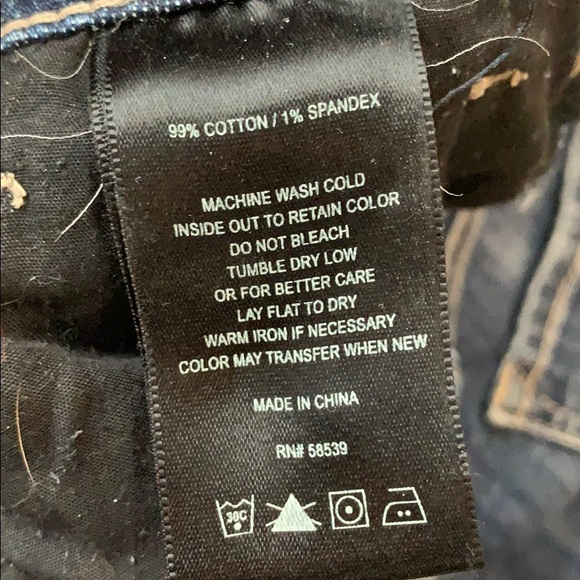 99% COTTON / 1% SPANDEX
MACHINE WASH COLD
INSIDE OUT TO RETAIN COLOR
DO NOT BLEACH
TUMBLE DRY LOW
OR FOR BETTER CARE
LAY FLAT TO DRY
WARM IRON IF NECESSARY
COLOR MAY TRANSFER WHEN NEW
MADE IN CHINA
RN# 58539
30C